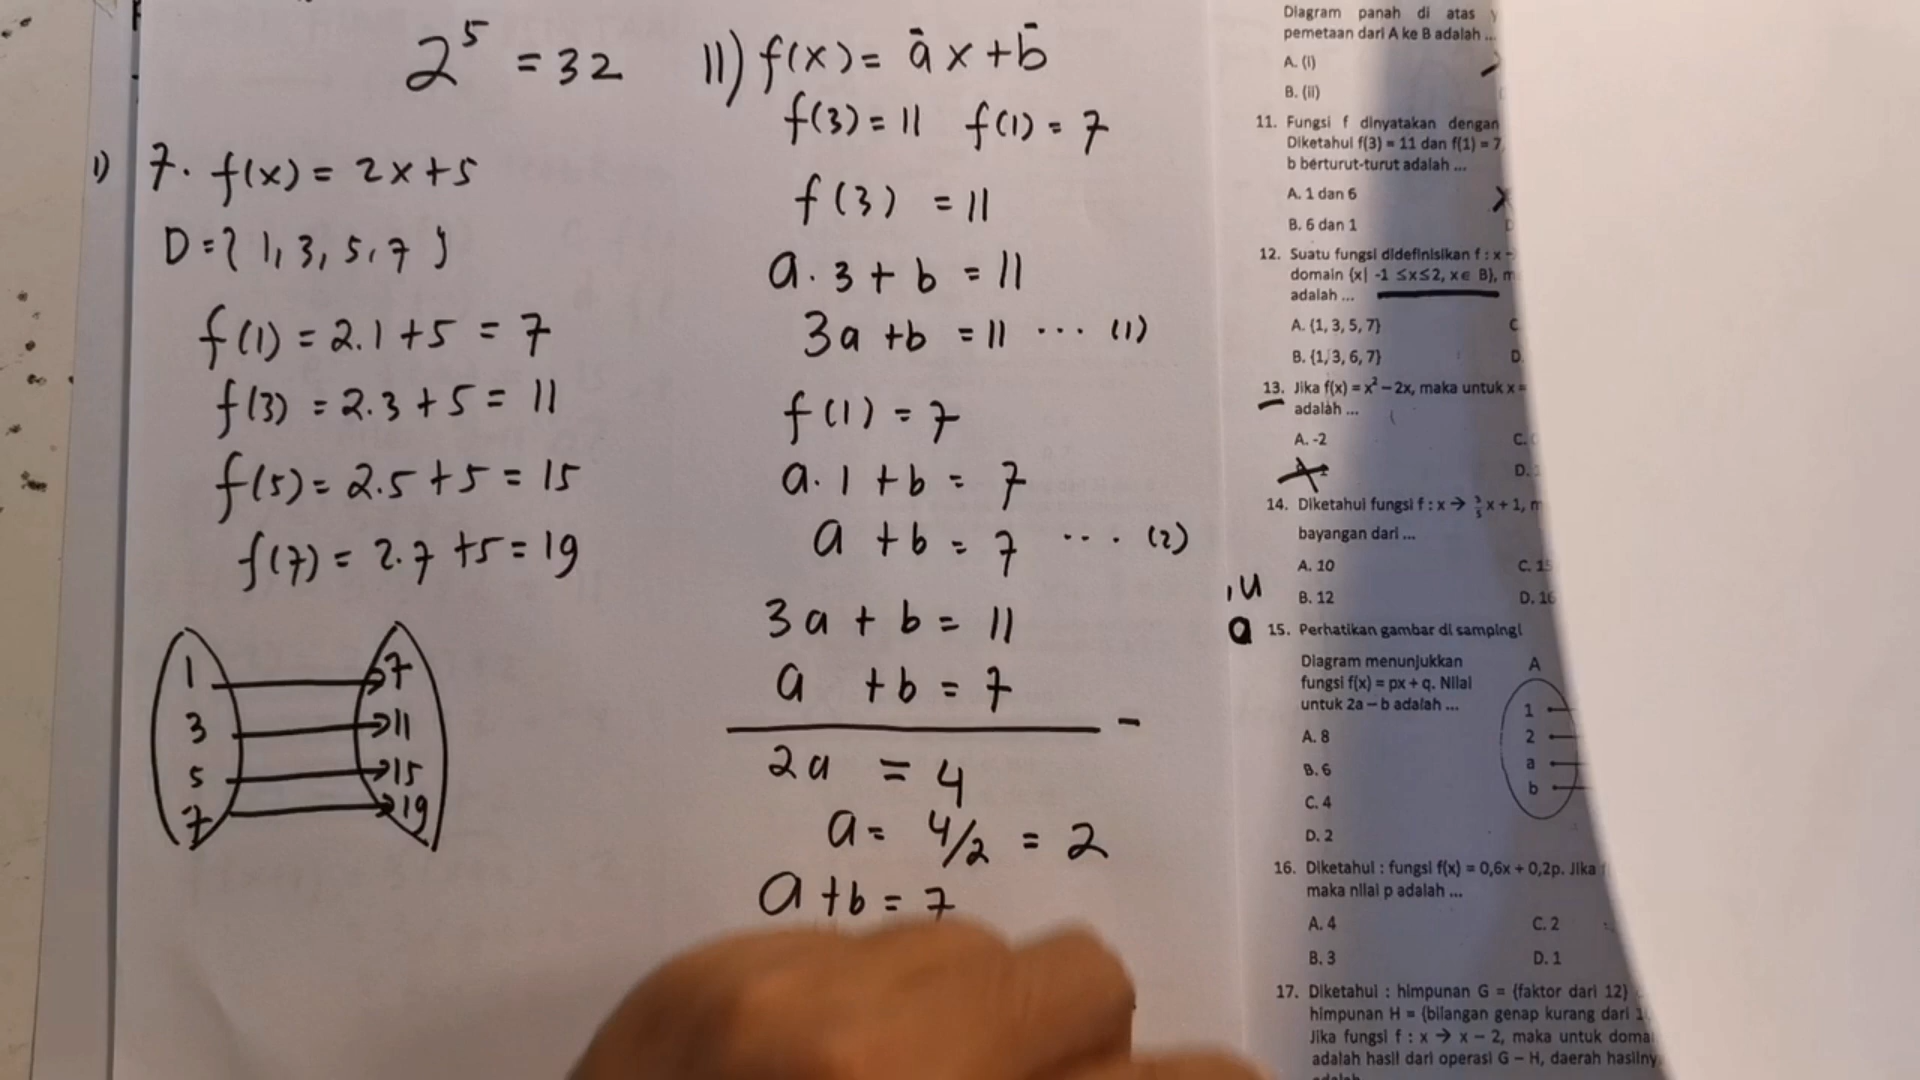 2⁵ = 32
1) 7. f(x) = 2x+5
D = { 1, 3, 5, 7 }
f(1) = 2.1 + 5 = 7
f(3) = 2.3 + 5 = 11
f(5) = 2.5 + 5 = 15
f(7) = 2.7 + 5 = 19
1 7
3 11
5 15
7 19
11) f(x) = a x + b
f(3) = 11 f(1) = 7
f(3) = 11
a. 3 + b = 11
3a + b = 11 ... (1)
f(1) = 7
a. 1 + b = 7
a + b = 7 ... (2)
3a + b = 11
a + b = 7
-
2a = 4
a = 4/2 = 2
a + b = 7
,u
a
Diagram panah di atas
pemetaan dari A ke B adalah ...
A. (i)
B. (ii)
11. Fungsi f dinyatakan dengan
Diketahui f(3) = 11 dan f(1) = 7
b berturut-turut adalah ...
A. 1 dan 6
B. 6 dan 1
12. Suatu fungsi didefinisikan f : x
domain {x| -1 ≤x≤2, x∈ B},
adalah ...
A. {1, 3, 5, 7} C
B. {1, 3, 6, 7} D.
13. Jika f(x) = x² – 2x, maka untuk x =
adalah ...
A. -2 C.
D.
14. Diketahui fungsi f : x → x + 1,
bayangan dari ...
A. 10 C. 15
B. 12 D. 16
15. Perhatikan gambar di samping!
Diagram menunjukkan A
fungsi f(x) = px + q. Nilai
untuk 2a – b adalah ...
1
2
a
b
A. 8
B. 6
C. 4
D. 2
16. Diketahui : fungsi f(x) = 0,6x + 0,2p. Jika
maka nilai p adalah ...
A. 4 C. 2
B. 3 D. 1
17. Diketahui : himpunan G = {faktor dari 12}
himpunan H = {bilangan genap kurang dari
Jika fungsi f : x → x – 2, maka untuk
adalah hasil dari operasi G – H, daerah